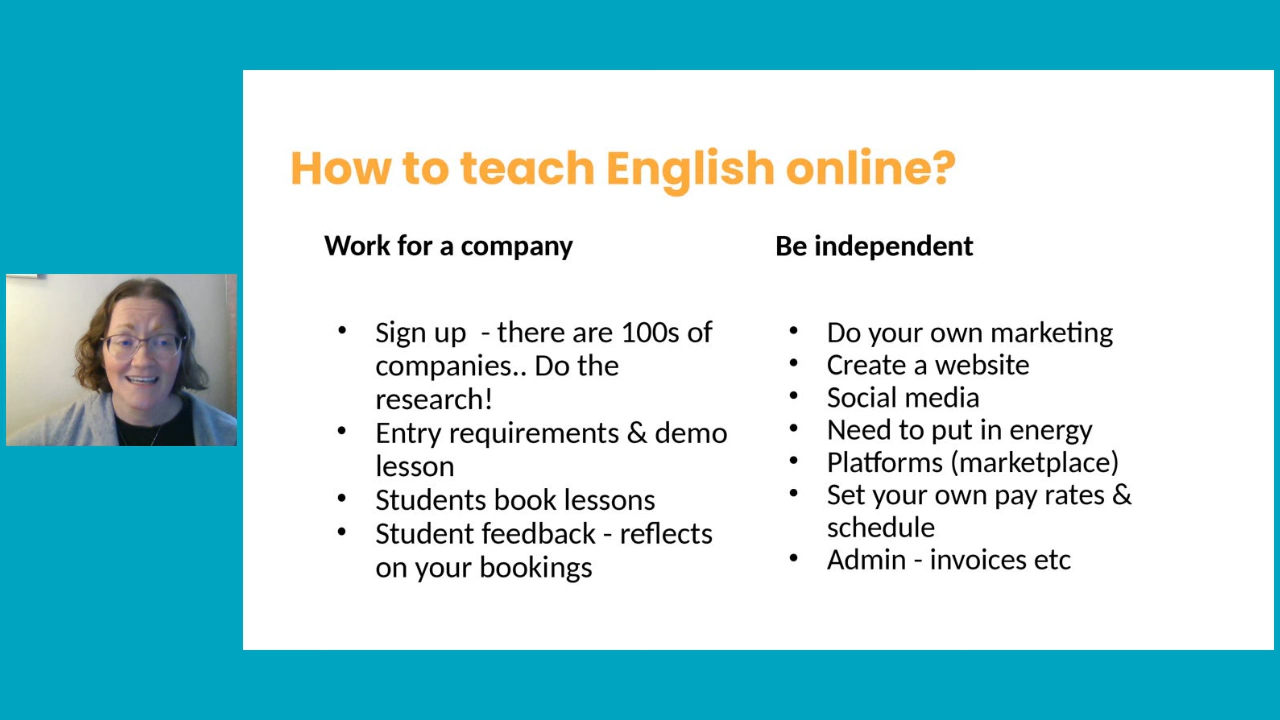 How to teach English online?
Work for a company
• Sign up  - there are 100s of
companies.. Do the
research!
• Entry requirements & demo
lesson
• Students book lessons
• Student feedback - reflects
on your bookings
Be independent
• Do your own marketing
• Create a website
• Social media
• Need to put in energy
• Platforms (marketplace)
• Set your own pay rates &
schedule
• Admin - invoices etc